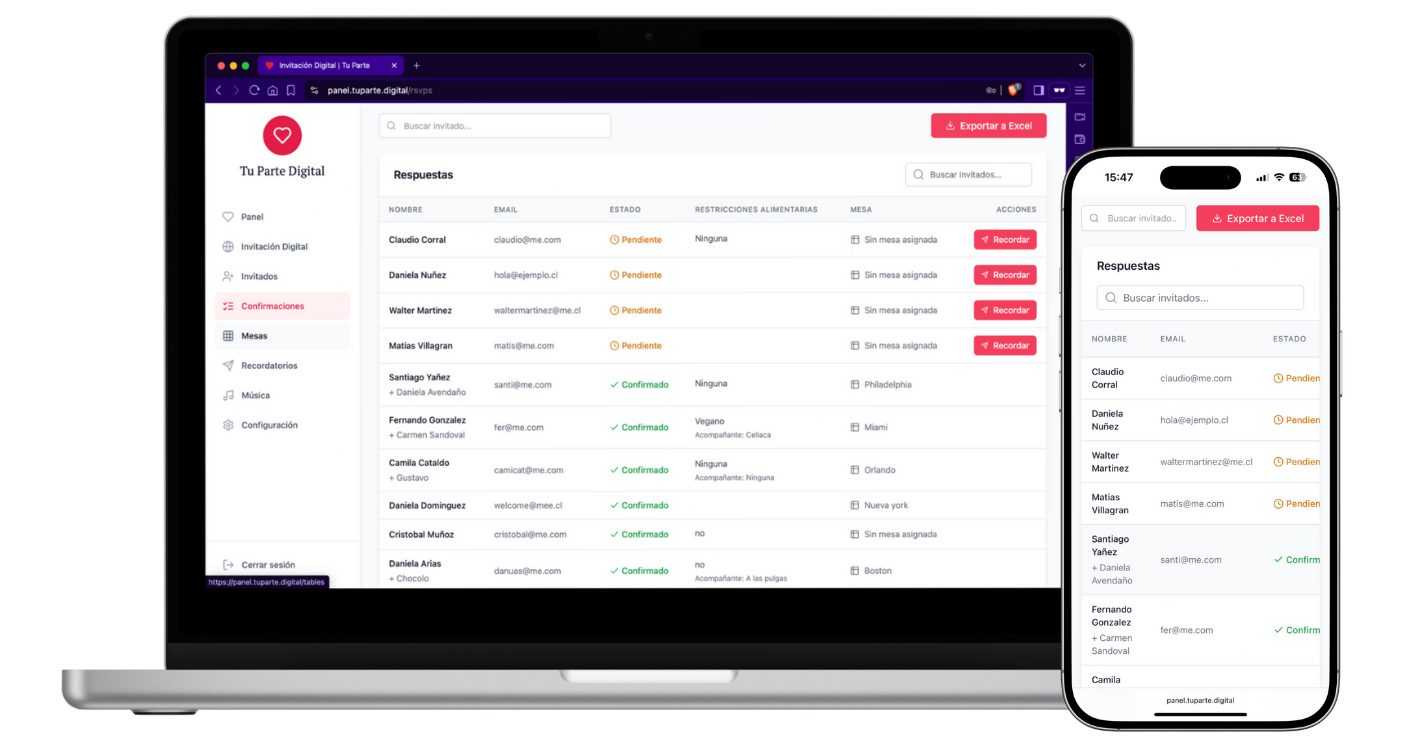 Invitación Digital | Tu Parte
panel.tuparte.digital/rsvps
Tu Parte Digital
Panel
Invitación Digital
Invitados
Confirmaciones
Mesas
Recordatorios
Música
Configuración
Cerrar sesión
https://panel.tuparte.digital/tables
Buscar invitado...
Exportar a Excel
Respuestas
Buscar invitados...
NOMBRE EMAIL ESTADO RESTRICCIONES ALIMENTARIAS MESA ACCIONES
Claudio Corral claudio@me.com Pendiente Ninguna Sin mesa asignada Recordar
Daniela Nuñez hola@ejemplo.cl Pendiente Sin mesa asignada Recordar
Walter Martinez waltermartinez@me.cl Pendiente Sin mesa asignada Recordar
Matias Villagran matis@me.com Pendiente Sin mesa asignada Recordar
Santiago Yañez santi@me.com Confirmado Ninguna Philadelphia
+ Daniela Avendaño
Fernando Gonzalez fer@me.com Confirmado Vegano Miami
+ Carmen Sandoval Acompañante: Celiaca
Camila Cataldo camicat@me.com Confirmado Ninguna Orlando
+ Gustavo Acompañante: Ninguna
Daniela Dominguez welcome@mee.cl Confirmado Nueva york
Cristobal Muñoz cristobal@me.com Confirmado no Sin mesa asignada
Daniela Arias danuas@me.com Confirmado no Boston
+ Chocolo Acompañante: A las pulgas
15:47
63
Buscar invitado..
Exportar a Excel
Respuestas
Buscar invitados...
NOMBRE EMAIL ESTADO
Claudio
Corral claudio@me.com Pendien
Daniela
Nuñez hola@ejemplo.cl Pendien
Walter
Martinez waltermartinez@me.cl Pendien
Matias
Villagran matis@me.com Pendien
Santiago
Yañez santi@me.com Confirm
+ Daniela
Avendaño
Fernando
Gonzalez fer@me.com Confirm
+ Carmen
Sandoval
Camila
panel.tuparte.digital